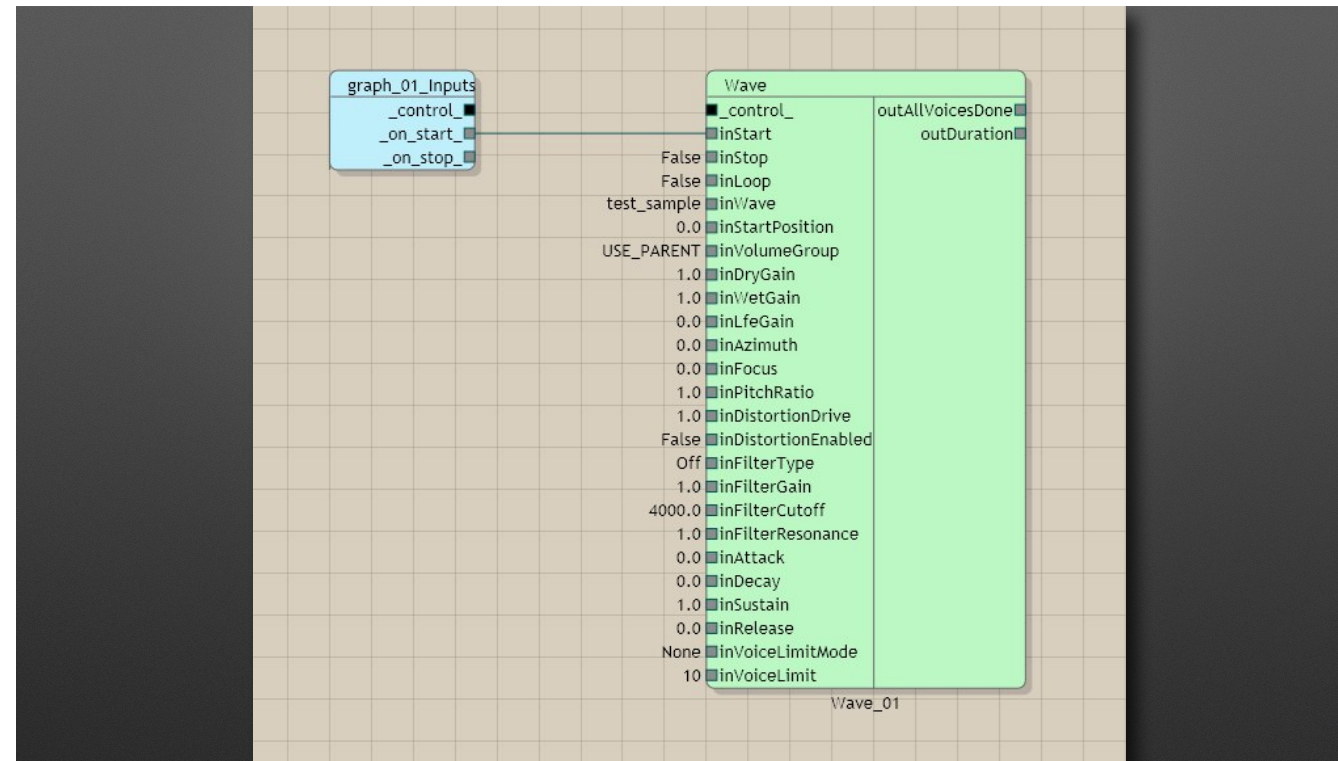 graph_01_Inputs
_control_
_on_start_
_on_stop_
Wave
_control_ outAllVoicesDone
inStart outDuration
False inStop
False inLoop
test_sample inWave
0.0 inStartPosition
USE_PARENT inVolumeGroup
1.0 inDryGain
1.0 inWetGain
0.0 inLfeGain
0.0 inAzimuth
0.0 inFocus
1.0 inPitchRatio
1.0 inDistortionDrive
False inDistortionEnabled
Off inFilterType
1.0 inFilterGain
4000.0 inFilterCutoff
1.0 inFilterResonance
0.0 inAttack
0.0 inDecay
1.0 inSustain
0.0 inRelease
None inVoiceLimitMode
10 inVoiceLimit
Wave_01